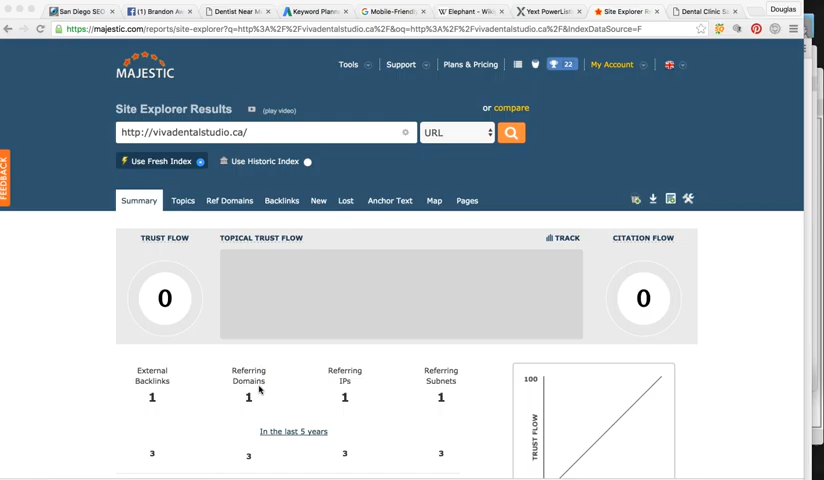 Douglas
San Diego SEO
(1) Brandon Aw
Dentist Near M
Keyword Plann
Mobile-Friendly
Elephant - Wik
Yext PowerListi
Site Explorer R
Dental Clinic Sa
https://majestic.com/reports/site-explorer?q=http%3A%2F%2Fvivadentalstudio.ca%2F&oq=http%3A%2F%2Fvivadentalstudio.ca%2F&IndexDataSource=F
MAJESTIC
Tools
Support
Plans & Pricing
22
My Account
Site Explorer Results
(play video)
or compare
http://vivadentalstudio.ca/
URL
Use Fresh Index
Use Historic Index
FEEDBACK
Summary
Topics
Ref Domains
Backlinks
New
Lost
Anchor Text
Map
Pages
TRUST FLOW
TOPICAL TRUST FLOW
TRACK
CITATION FLOW
0
0
External
Backlinks
1
Referring
Domains
1
Referring
IPs
1
Referring
Subnets
1
In the last 5 years
3
3
3
3
100
TRUST FLOW